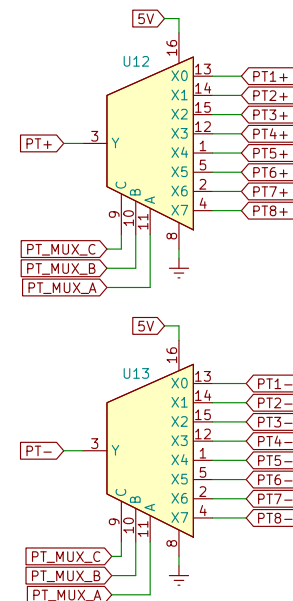 5V
16
U12
X0 13 PT1+
X1 14 PT2+
X2 15 PT3+
X3 12 PT4+
PT+ 3 Y
X4 1 PT5+
X5 5 PT6+
X6 2 PT7+
X7 4 PT8+
C B A
9 10 11 8
PT_MUX_C
PT_MUX_B
PT_MUX_A
5V
16
U13
X0 13 PT1-
X1 14 PT2-
X2 15 PT3-
X3 12 PT4-
PT- 3 Y
X4 1 PT5-
X5 5 PT6-
X6 2 PT7-
X7 4 PT8-
C B A
9 10 11 8
PT_MUX_C
PT_MUX_B
PT_MUX_A